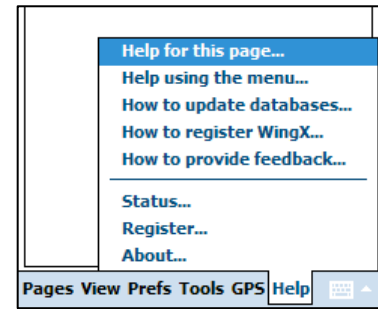 Help for this page...
Help using the menu...
How to update databases...
How to register WingX...
How to provide feedback...
Status...
Register...
About...
Pages View Prefs Tools GPS Help